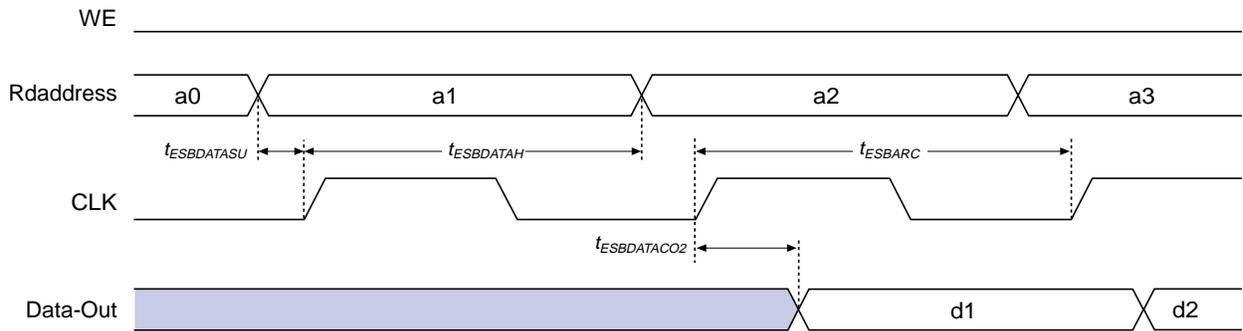 WE
Rdaddress a0 a1 a2 a3
tESBDATASU tESBDATAH tESBARC
CLK
tESBDATACO2
Data-Out d1 d2